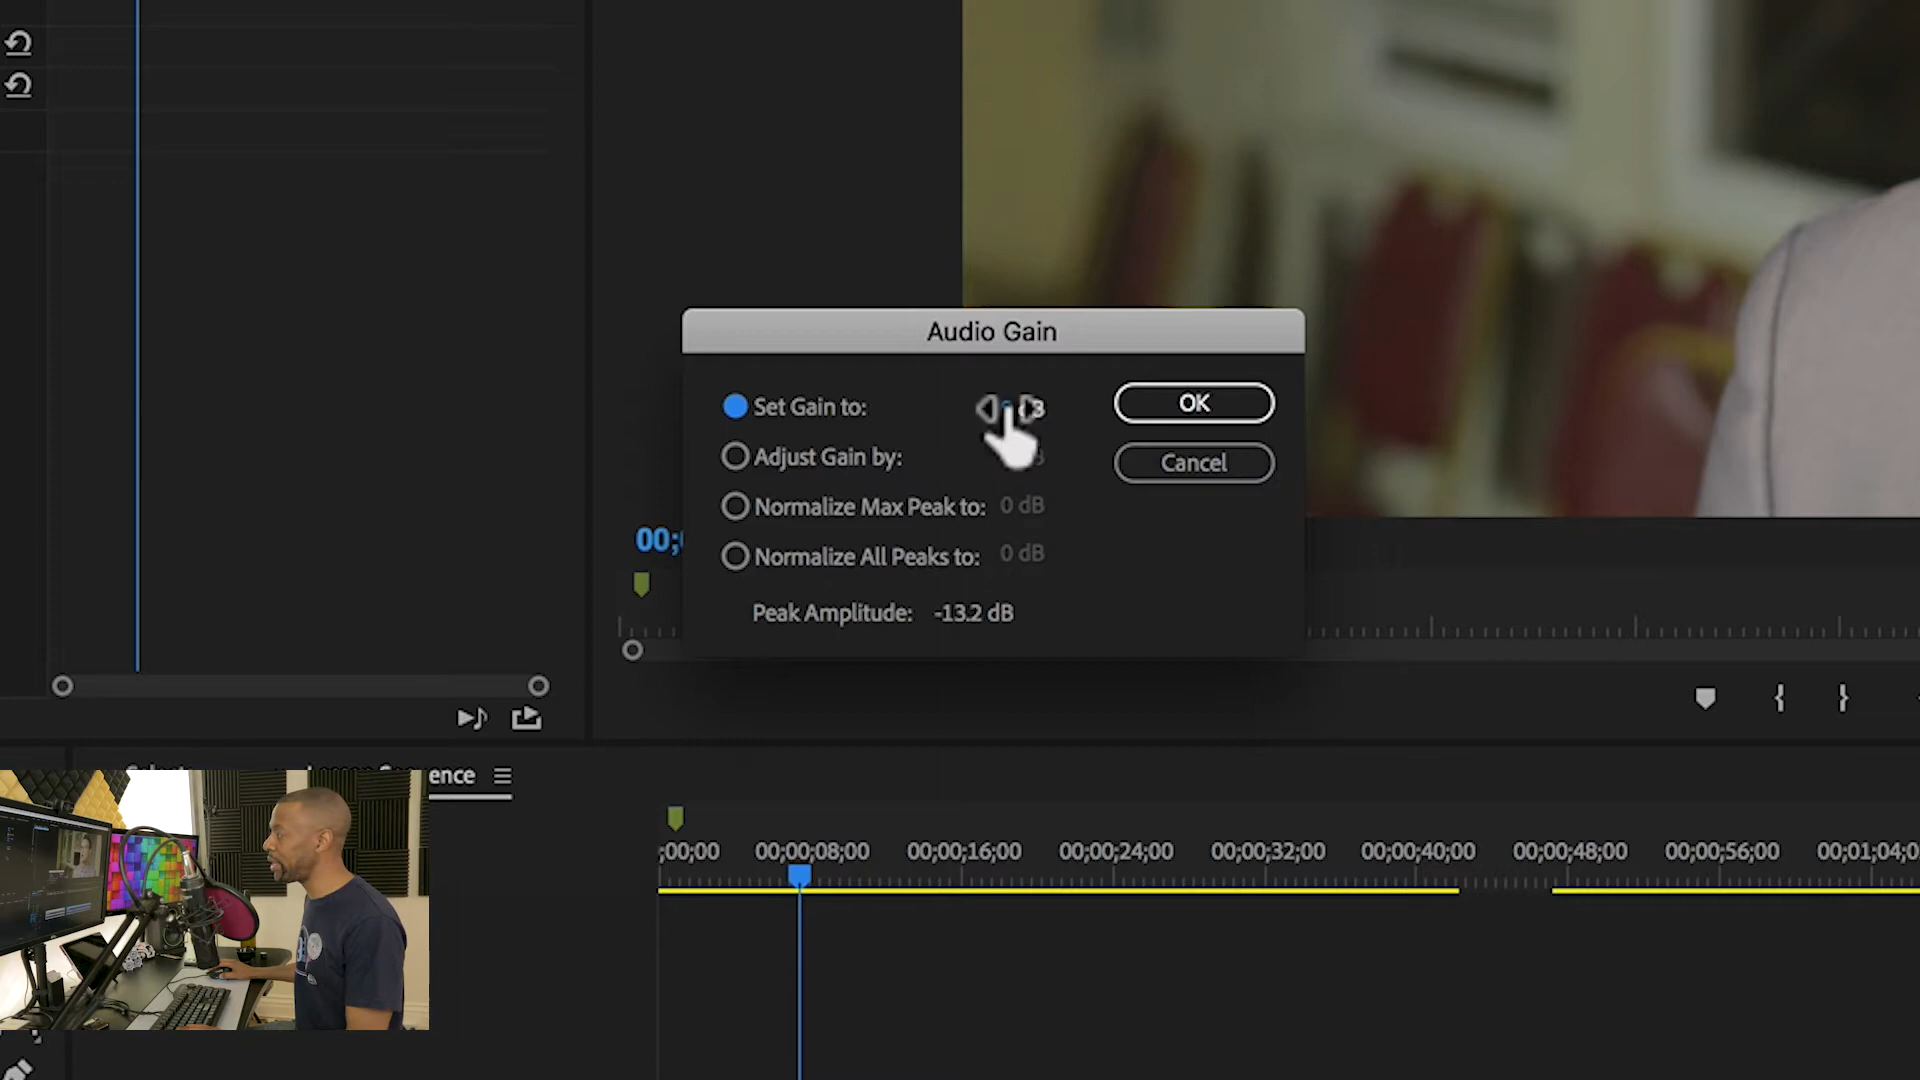 Audio Gain
Set Gain to:
OK
Adjust Gain by:
Cancel
Normalize Max Peak to: 0 dB
00;
Normalize All Peaks to: 0 dB
Peak Amplitude: -13.2 dB
ence
;00;00 00;00;08;00 00;00;16;00 00;00;24;00 00;00;32;00 00;00;40;00 00;00;48;00 00;00;56;00 00;01;04;0